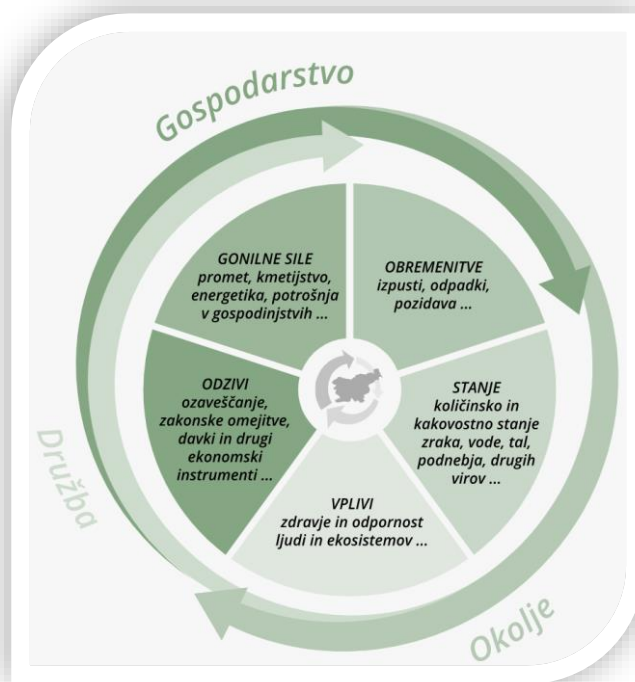 Gospodarstvo
GONILNE SILE
promet, kmetijstvo,
energetika, potrošnja
v gospodinjstvih ...
OBREMENITVE
izpusti, odpadki,
pozidava ...
ODZIVI
ozaveščanje,
zakonske omejitve,
davki in drugi
ekonomski
instrumenti ...
STANJE
količinsko in
kakovostno stanje
zraka, vode, tal,
podnebja, drugih
virov ...
VPLIVI
zdravje in odpornost
ljudi in ekosistemov ...
Družba
Okolje